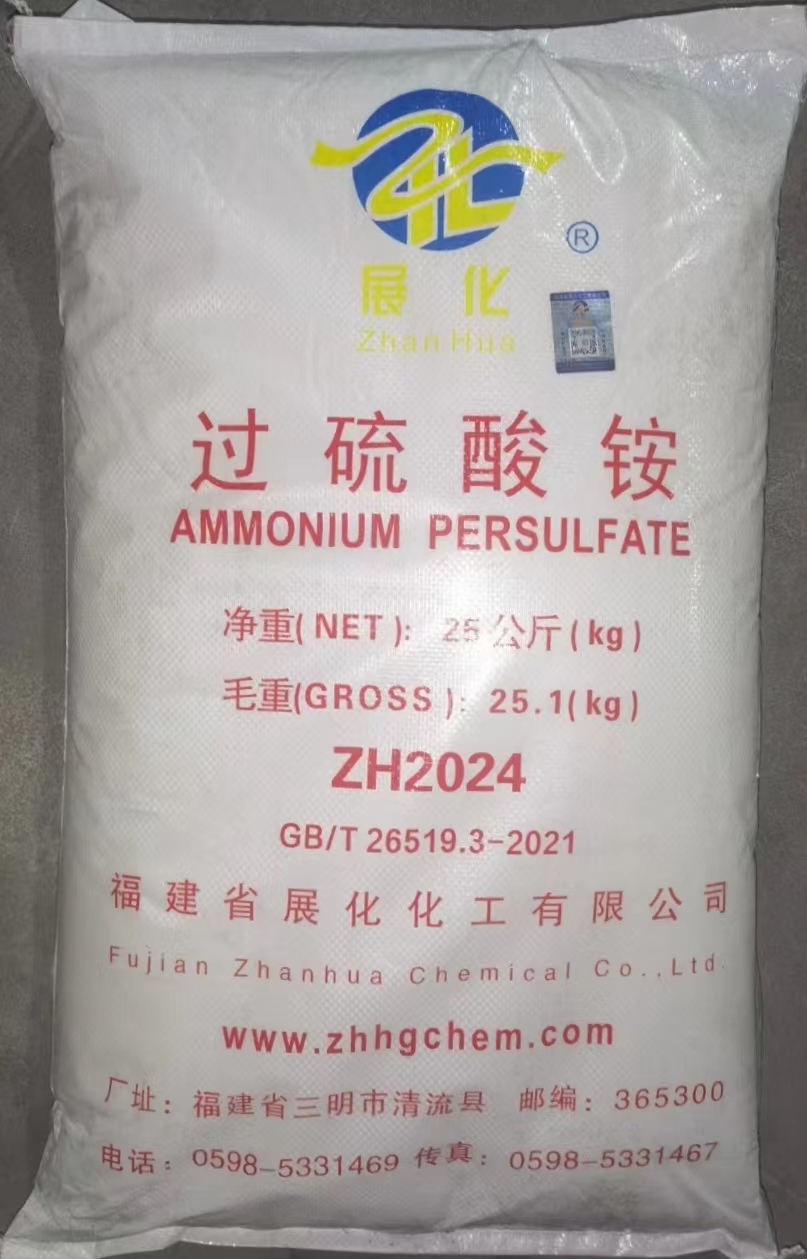 ®
展化
ZhanHua
过硫酸铵
AMMONIUM PERSULFATE
净重(NET): 25公斤(kg)
毛重(GROSS): 25.1(kg)
ZH2024
GB/T 26519.3-2021
福建省展化化工有限公司
Fujian Zhanhua Chemical Co.,Ltd.
www.zhhgchem.com
厂址：福建省三明市清流县 邮编：365300
电话：0598-5331469 传真：0598-5331467